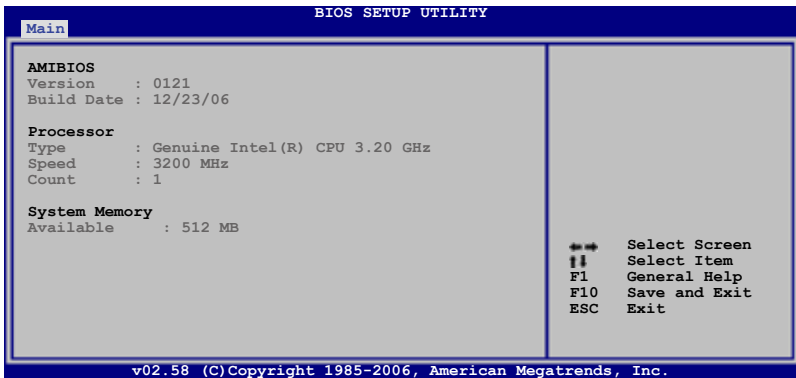 BIOS SETUP UTILITY
Main
AMIBIOS
Version : 0121
Build Date : 12/23/06
Processor
Type : Genuine Intel(R) CPU 3.20 GHz
Speed : 3200 MHz
Count : 1
System Memory
Available : 512 MB
←→ Select Screen
↑↓ Select Item
F1 General Help
F10 Save and Exit
ESC Exit
v02.58 (C)Copyright 1985-2006, American Megatrends, Inc.